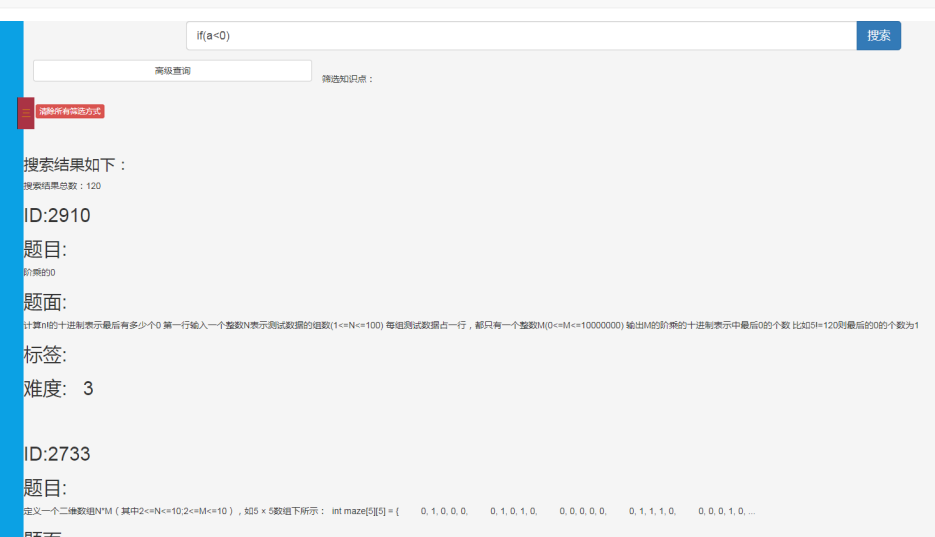 if(a<0)
搜索
高级查询
筛选知识点：
三
清除所有筛选方式
搜索结果如下：
搜索结果总数：120
ID:2910
题目:
阶乘的0
题面:
计算n!的十进制表示最后有多少个0 第一行输入一个整数N表示测试数据的组数(1<=N<=100) 每组测试数据占一行，都只有一个整数M(0<=M<=10000000) 输出M的阶乘的十进制表示中最后0的个数 比如5!=120则最后的0的个数为1
标签:
难度: 3
ID:2733
题目:
定义一个二维数组N*M（其中2<=N<=10;2<=M<=10），如5 × 5数组下所示： int maze[5][5] = { 0, 1, 0, 0, 0, 0, 1, 0, 1, 0, 0, 0, 0, 0, 0, 0, 1, 1, 1, 0, 0, 0, 0, 1, 0, ...
题面